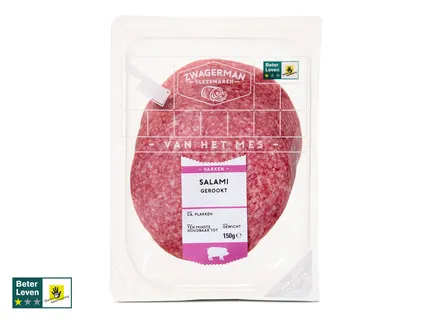 ZWAGERMAN
VLEESWAREN
Beter
Leven
VAN HET MES
VARKEN
SALAMI
GEROOKT
CA. PLAKKEN
TEN MINSTE
HOUDBAAR TOT
GEWICHT
150g e
Beter
Leven